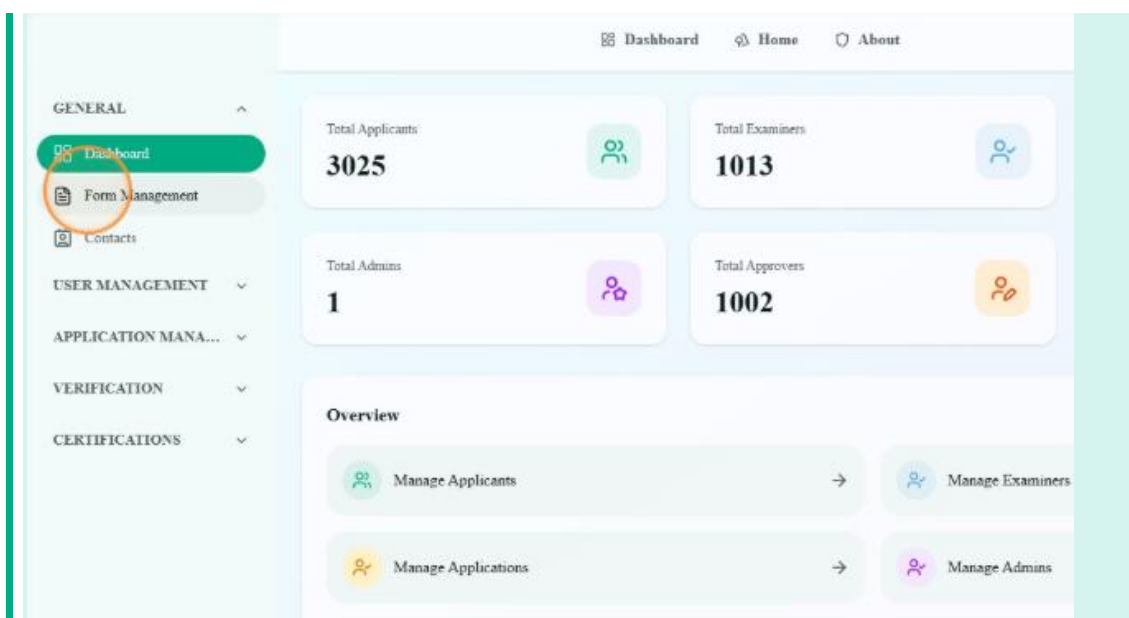 Dashboard Home About
GENERAL
Dashboard
Form Management
Contacts
USER MANAGEMENT
APPLICATION MANA...
VERIFICATION
CERTIFICATIONS
Total Applicants
3025
Total Examiners
1013
Total Admins
1
Total Approvers
1002
Overview
Manage Applicants
Manage Examiners
Manage Applications
Manage Admins